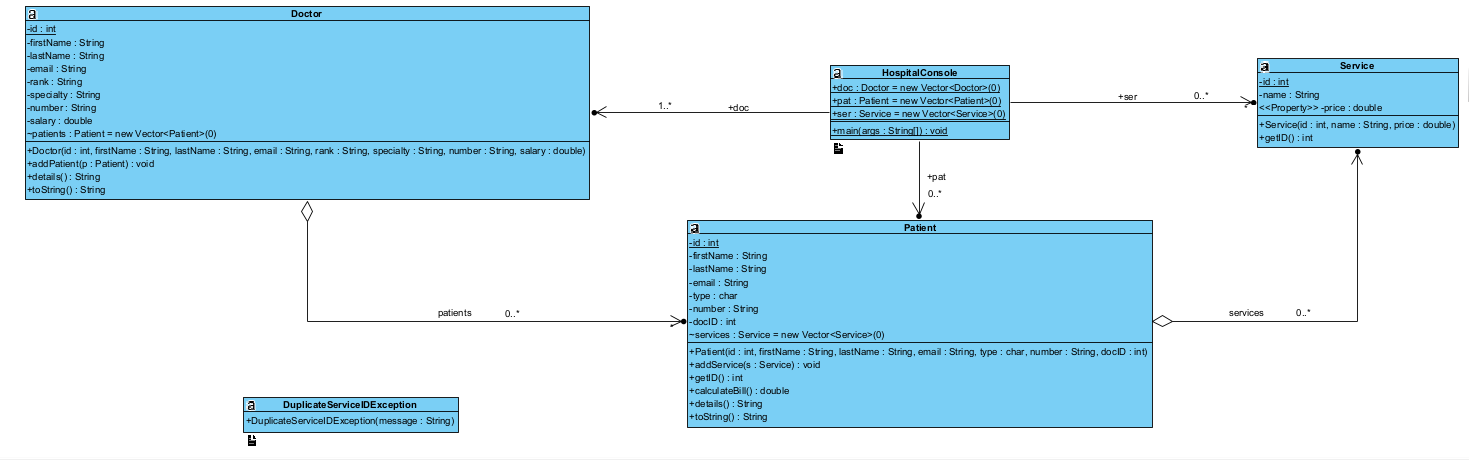 a Doctor
-id : int
-firstName : String
-lastName : String
-email : String
-rank : String
-specialty : String
-number : String
-salary : double
~patients : Patient = new Vector<Patient>(0)
+Doctor(id : int, firstName : String, lastName : String, email : String, rank : String, specialty : String, number : String, salary : double)
+addPatient(p : Patient) : void
+details() : String
+toString() : String
1..*
+doc
a HospitalConsole
+doc : Doctor = new Vector<Doctor>(0)
+pat : Patient = new Vector<Patient>(0)
+ser : Service = new Vector<Service>(0)
+main(args : String[]) : void
+ser
0..*
a Service
-id : int
-name : String
<<Property>> -price : double
+Service(id : int, name : String, price : double)
+getID() : int
+pat
0..*
a Patient
-id : int
-firstName : String
-lastName : String
-email : String
-type : char
-number : String
-docID : int
~services : Service = new Vector<Service>(0)
+Patient(id : int, firstName : String, lastName : String, email : String, type : char, number : String, docID : int)
+addService(s : Service) : void
+getID() : int
+calculateBill() : double
+details() : String
+toString() : String
patients
0..*
services
0..*
a DuplicateServiceIDException
+DuplicateServiceIDException(message : String)